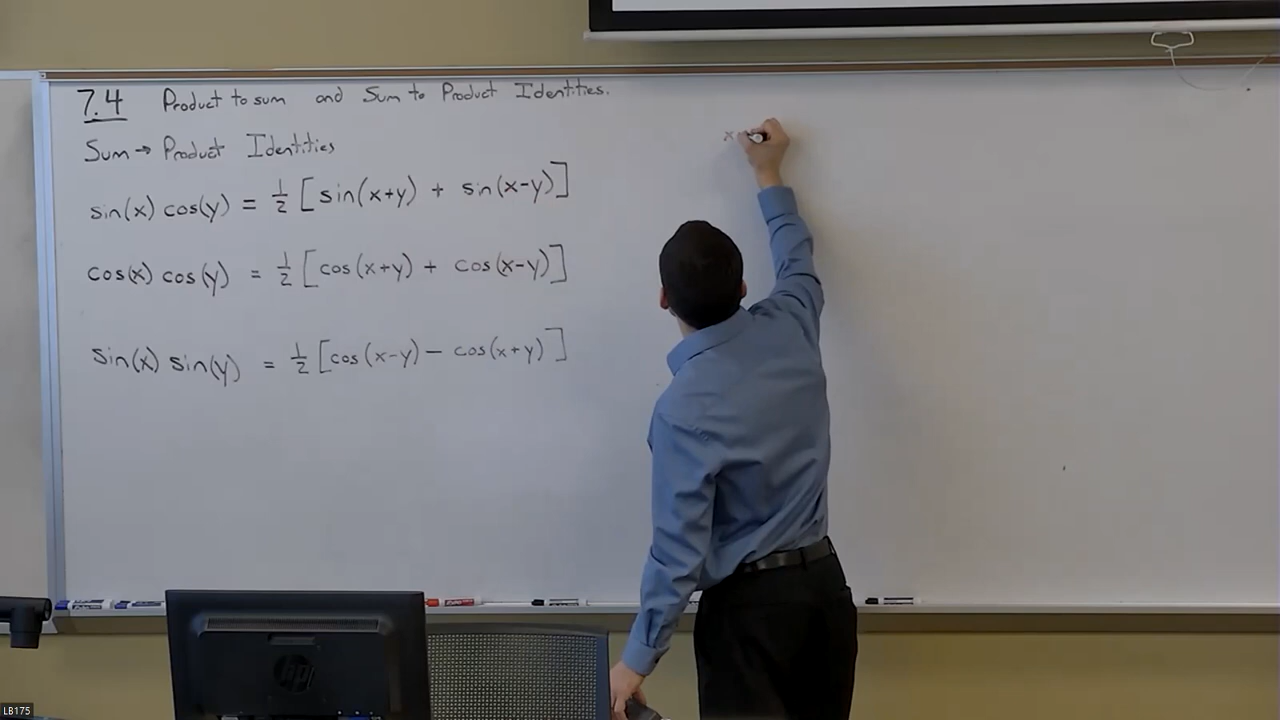 7.4 Product to sum and Sum to Product Identities.
Sum → Product Identities
sin(x) cos(y) = 1/2 [sin(x+y) + sin(x-y)]
cos(x) cos(y) = 1/2 [cos(x+y) + cos(x-y)]
sin(x) sin(y) = 1/2 [cos(x-y) - cos(x+y)]
x
hp
LB175